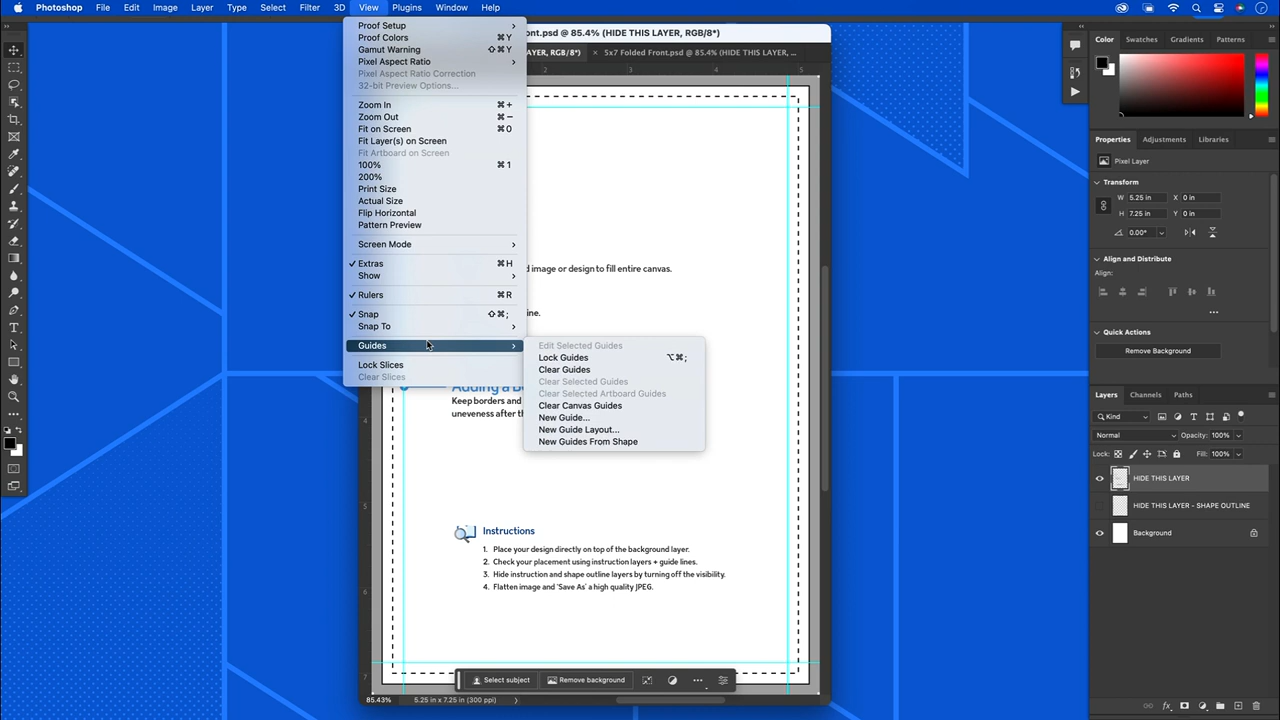 Photoshop File Edit Image Layer Type Select Filter 3D View Plugins Window Help
Proof Setup
Proof Colors ⌘Y
Gamut Warning ⇧⌘Y
Pixel Aspect Ratio
Pixel Aspect Ratio Correction
32-bit Preview Options...
Zoom In ⌘+
Zoom Out ⌘−
Fit on Screen ⌘0
Fit Layer(s) on Screen
Fit Artboard on Screen
100% ⌘1
200%
Print Size
Actual Size
Flip Horizontal
Pattern Preview
Screen Mode
Extras ⌘H
Show
Rulers ⌘R
Snap ⇧⌘;
Snap To
Guides
Lock Slices
Clear Slices
Edit Selected Guides
Lock Guides ⌥⌘;
Clear Guides
Clear Selected Guides
Clear Selected Artboard Guides
Clear Canvas Guides
New Guide...
New Guide Layout...
New Guides From Shape
ont.psd @ 85.4% (HIDE THIS LAYER, RGB/8*)
AYER, RGB/8*) × 5x7 Folded Front.psd @ 85.4% (HIDE THIS LAYER, ...
2 3 4 5
d image or design to fill entire canvas.
ine.
Adding a Bo
Keep borders and
uneveness after th
4
5
6
7
Instructions
1. Place your design directly on top of the background layer.
2. Check your placement using instruction layers + guide lines.
3. Hide instruction and shape outline layers by turning off the visibility.
4. Flatten image and 'Save As' a high quality JPEG.
Select subject Remove background
85.43% 5.25 in x 7.25 in (300 ppi)
Color Swatches Gradients Patterns
Properties Adjustments Libraries
Pixel Layer
Transform
W 5.25 in X 0 in
H 7.25 in Y 0 in
0.00°
Align and Distribute
Align:
Quick Actions
Remove Background
Layers Channels Paths
Kind
Normal Opacity: 100%
Lock: Fill: 100%
HIDE THIS LAYER
HIDE THIS LAYER - SHAPE OUTLINE
Background